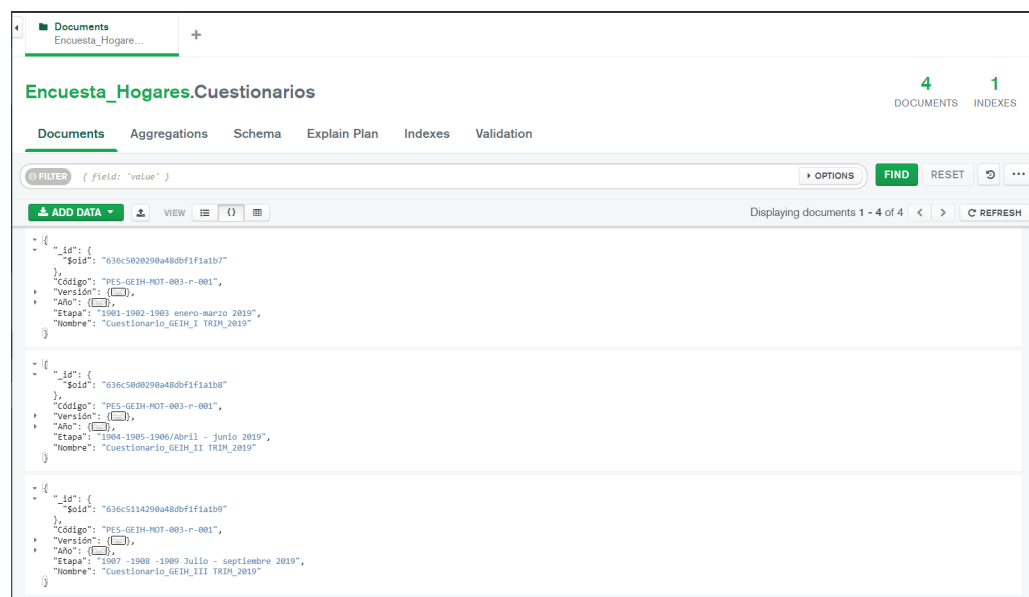 Documents
Encuesta_Hogare...
+
Encuesta_Hogares.Cuestionarios
4
DOCUMENTS
1
INDEXES
Documents Aggregations Schema Explain Plan Indexes Validation
FILTER { field: 'value' }
OPTIONS
FIND
RESET
...
ADD DATA
VIEW
{}
Displaying documents 1 - 4 of 4 < >
REFRESH
{
"_id": {
"$oid": "636c5020290a48dbf1f1a1b7"
},
"Código": "PES-GEIH-MOT-003-r-001",
"Versión": {...},
"Año": {...},
"Etapa": "1901-1902-1903 enero-marzo 2019",
"Nombre": "Cuestionario_GEIH_I TRIM_2019"
}
{
"_id": {
"$oid": "636c50d0290a48dbf1f1a1b8"
},
"Código": "PES-GEIH-MOT-003-r-001",
"Versión": {...},
"Año": {...},
"Etapa": "1904-1905-1906/Abril - junio 2019",
"Nombre": "Cuestionario_GEIH_II TRIM_2019"
}
{
"_id": {
"$oid": "636c5114290a48dbf1f1a1b9"
},
"Código": "PES-GEIH-MOT-003-r-001",
"Versión": {...},
"Año": {...},
"Etapa": "1907 -1908 -1909 Julio - septiembre 2019",
"Nombre": "Cuestionario_GEIH_III TRIM_2019"
}